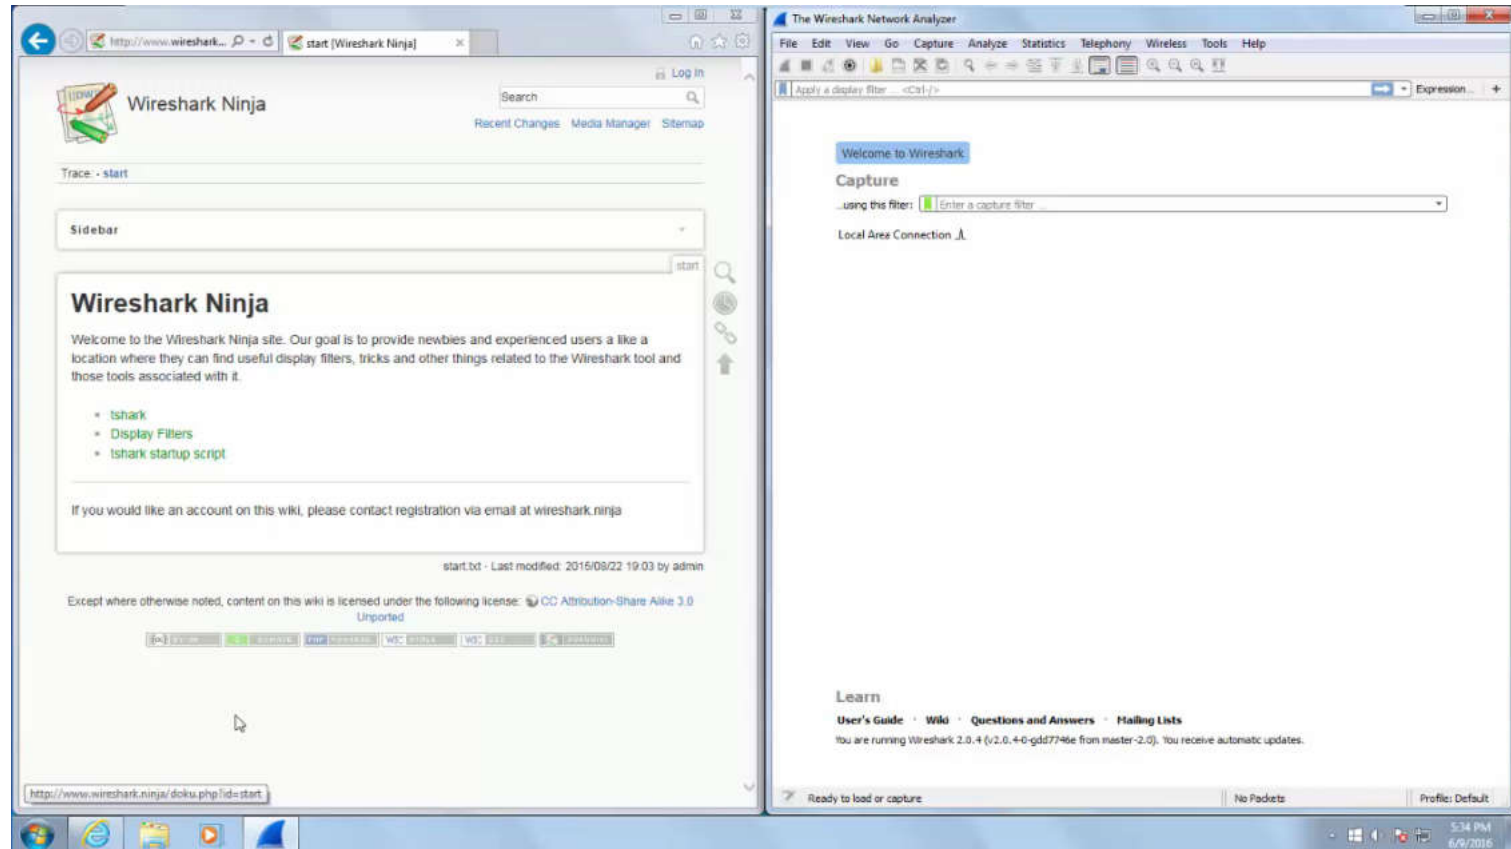 http://www.wireshark...
start [Wireshark Ninja]
Log In
Wireshark Ninja
Search
Recent Changes Media Manager Sitemap
Trace: • start
Sidebar
start
Wireshark Ninja
Welcome to the Wireshark Ninja site. Our goal is to provide newbies and experienced users a like a
location where they can find useful display filters, tricks and other things related to the Wireshark tool and
those tools associated with it.
tshark
Display Filters
tshark startup script
If you would like an account on this wiki, please contact registration via email at wireshark.ninja
start.txt · Last modified: 2015/08/22 19:03 by admin
Except where otherwise noted, content on this wiki is licensed under the following license: CC Attribution-Share Alike 3.0
Unported
http://www.wireshark.ninja/doku.php?id=start
The Wireshark Network Analyzer
File Edit View Go Capture Analyze Statistics Telephony Wireless Tools Help
Apply a display filter ... <Ctrl-/>
Expression... +
Welcome to Wireshark
Capture
...using this filter: Enter a capture filter ...
Local Area Connection
Learn
User's Guide · Wiki · Questions and Answers · Mailing Lists
You are running Wireshark 2.0.4 (v2.0.4-0-gdd7746e from master-2.0). You receive automatic updates.
Ready to load or capture
No Packets
Profile: Default
5:34 PM
6/9/2016